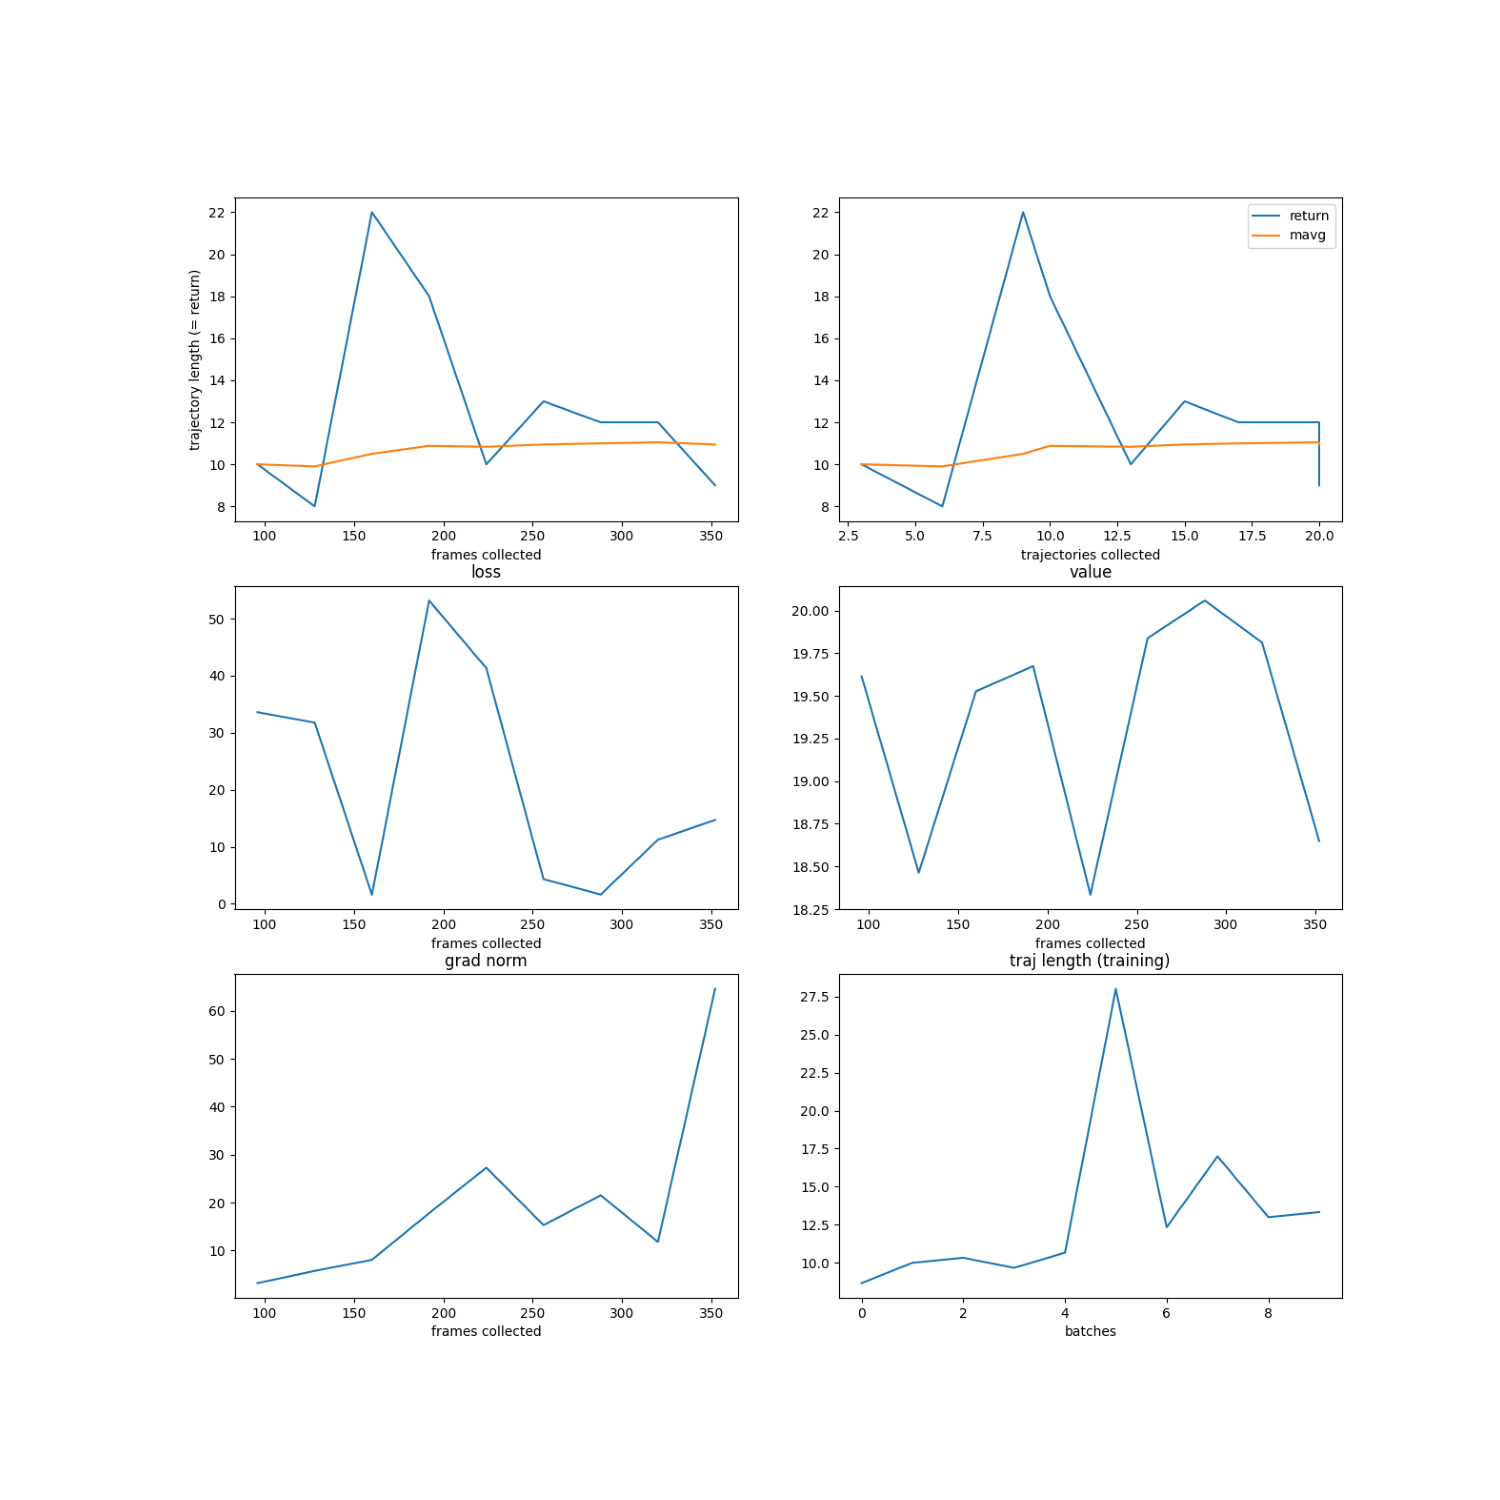 trajectory length (= return)
22
20
18
16
14
12
10
8
100 150 200 250 300 350
frames collected
return
mavg
22
20
18
16
14
12
10
8
2.5 5.0 7.5 10.0 12.5 15.0 17.5 20.0
trajectories collected
loss
50
40
30
20
10
0
100 150 200 250 300 350
frames collected
value
20.00
19.75
19.50
19.25
19.00
18.75
18.50
18.25
100 150 200 250 300 350
frames collected
grad norm
60
50
40
30
20
10
100 150 200 250 300 350
frames collected
traj length (training)
27.5
25.0
22.5
20.0
17.5
15.0
12.5
10.0
0 2 4 6 8
batches